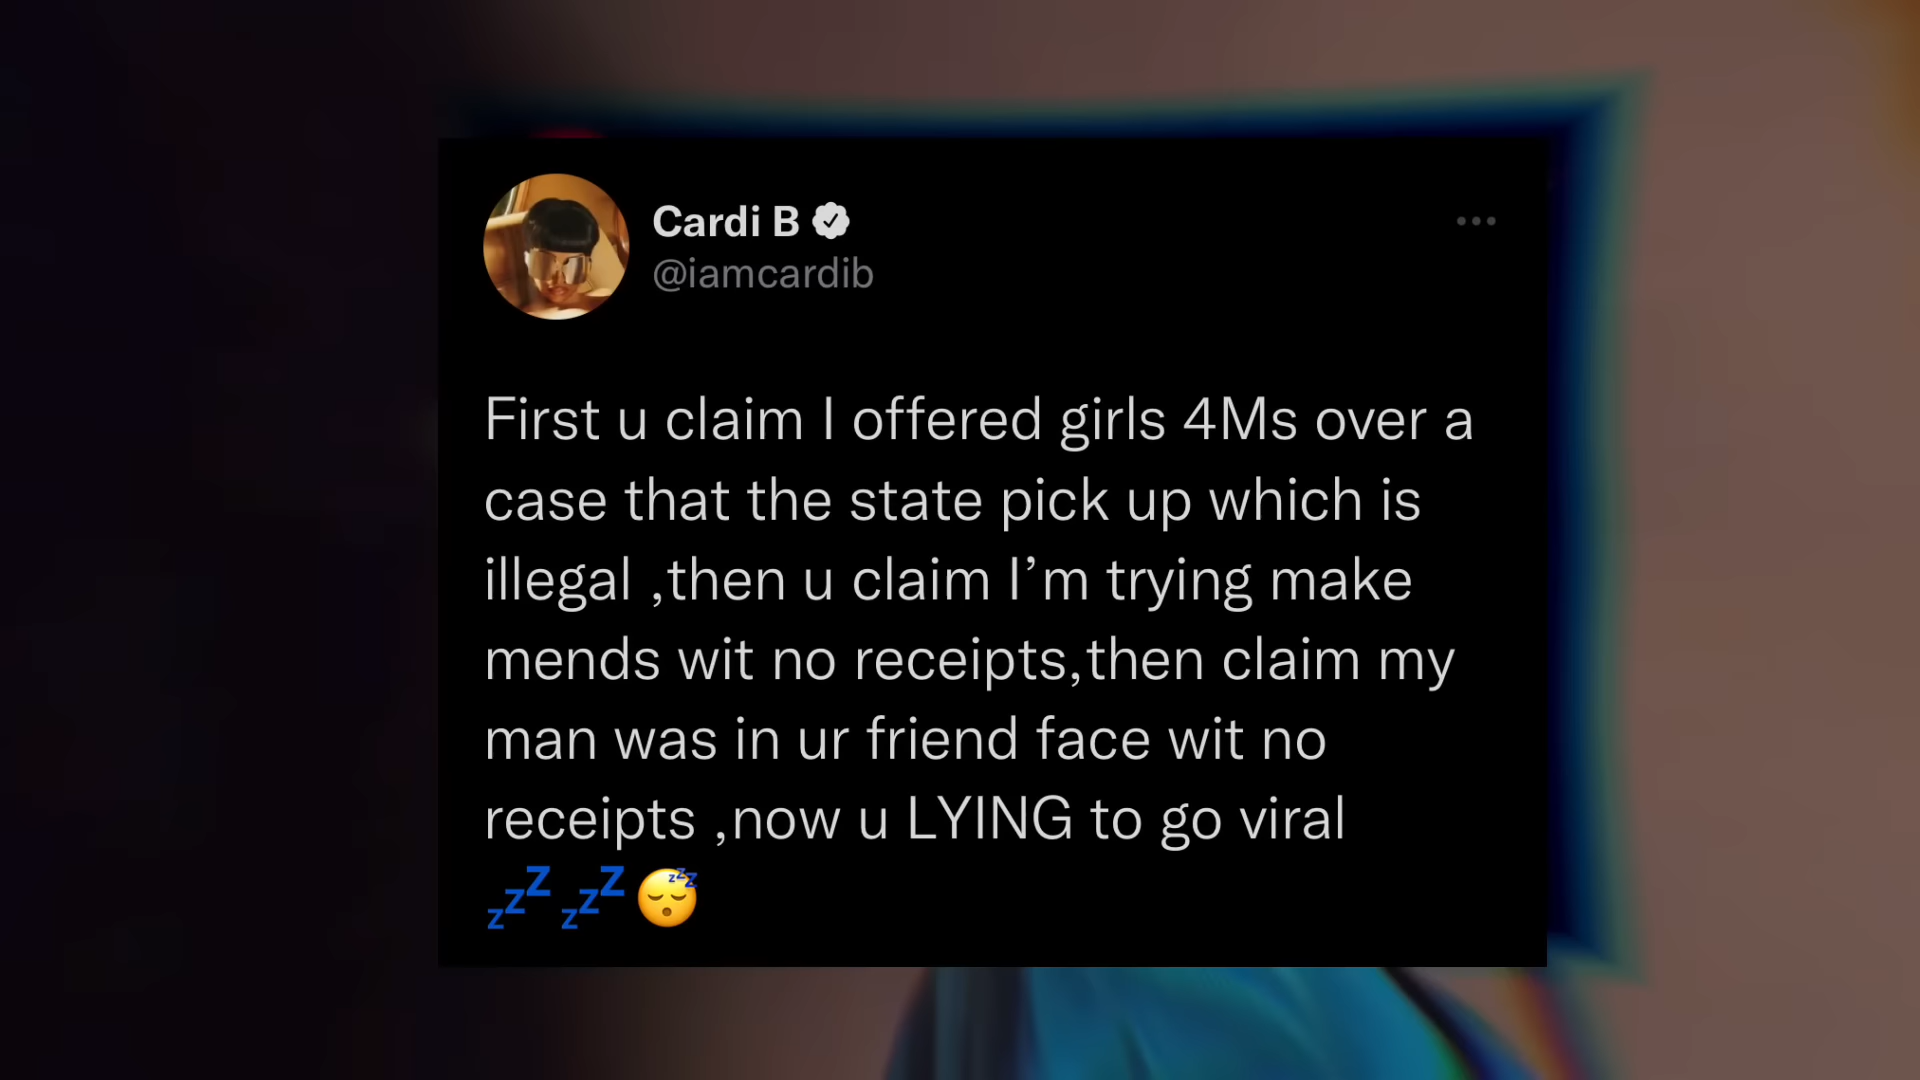 Cardi B
@iamcardib
First u claim I offered girls 4Ms over a
case that the state pick up which is
illegal ,then u claim I’m trying make
mends wit no receipts,then claim my
man was in ur friend face wit no
receipts ,now u LYING to go viral
💤💤😴